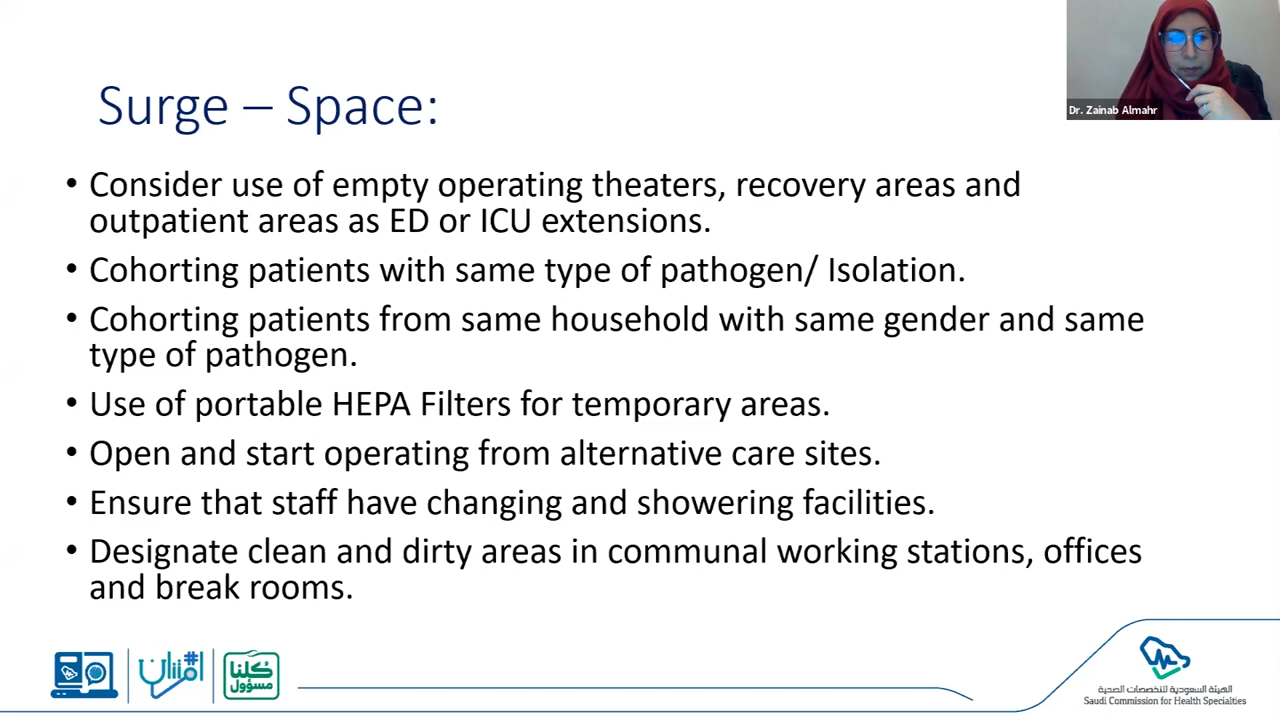 Dr. Zainab Almahr
Surge – Space:
• Consider use of empty operating theaters, recovery areas and
outpatient areas as ED or ICU extensions.
• Cohorting patients with same type of pathogen/ Isolation.
• Cohorting patients from same household with same gender and same
type of pathogen.
• Use of portable HEPA Filters for temporary areas.
• Open and start operating from alternative care sites.
• Ensure that staff have changing and showering facilities.
• Designate clean and dirty areas in communal working stations, offices
and break rooms.
كلنا
مسؤول
الهيئة السعودية للتخصصات الصحية
Saudi Commission for Health Specialties